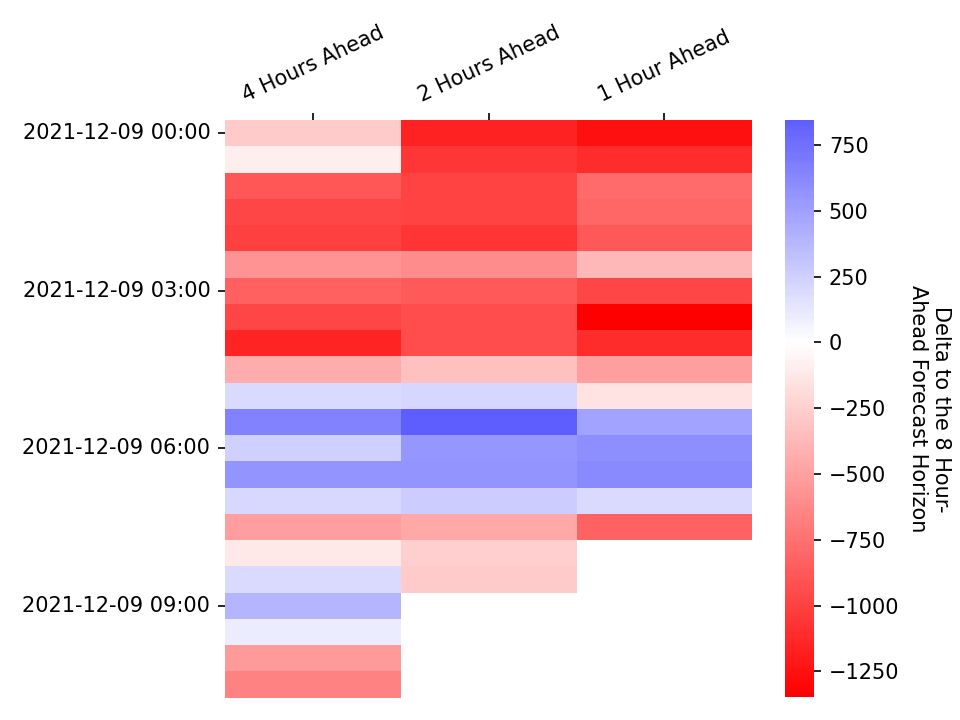 4 Hours Ahead
2 Hours Ahead
1 Hour Ahead
2021-12-09 00:00
2021-12-09 03:00
2021-12-09 06:00
2021-12-09 09:00
750
500
250
0
−250
−500
−750
−1000
−1250
Delta to the 8 Hour-
Ahead Forecast Horizon